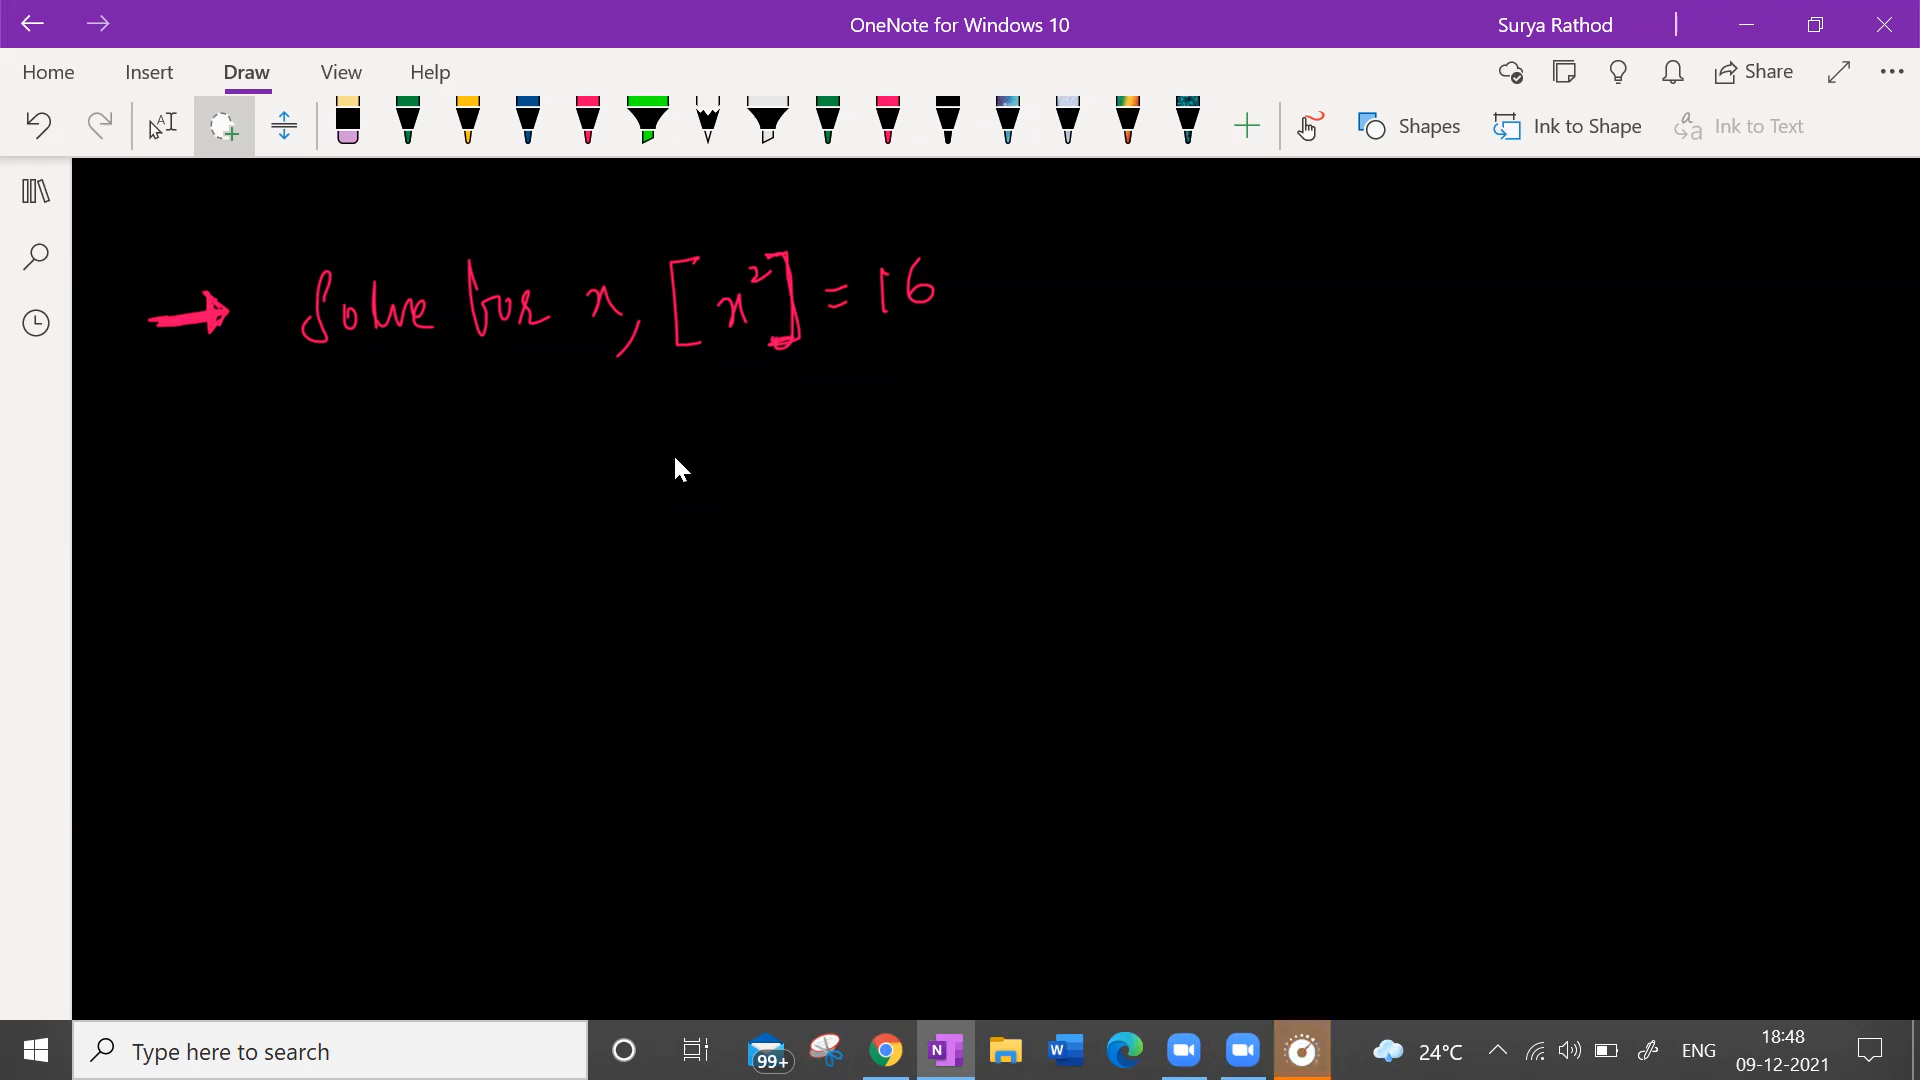 OneNote for Windows 10 Surya Rathod
Home Insert Draw View Help Share
Shapes Ink to Shape Ink to Text
→ Solve for x, [x²] = 16
Type here to search 99+ 24°C ENG 18:48
09-12-2021